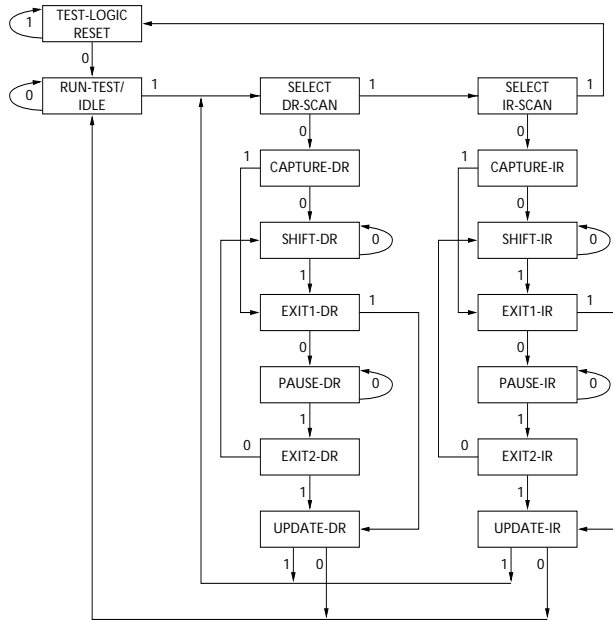 TEST-LOGIC
RESET
1
0
RUN-TEST/
IDLE
0
1
SELECT
DR-SCAN
1
SELECT
IR-SCAN
1
0
0
1
CAPTURE-DR
1
CAPTURE-IR
0
0
SHIFT-DR
0
SHIFT-IR
0
1
1
EXIT1-DR
1
EXIT1-IR
1
0
0
PAUSE-DR
0
PAUSE-IR
0
1
1
0
EXIT2-DR
0
EXIT2-IR
1
1
UPDATE-DR
UPDATE-IR
1
0
1
0